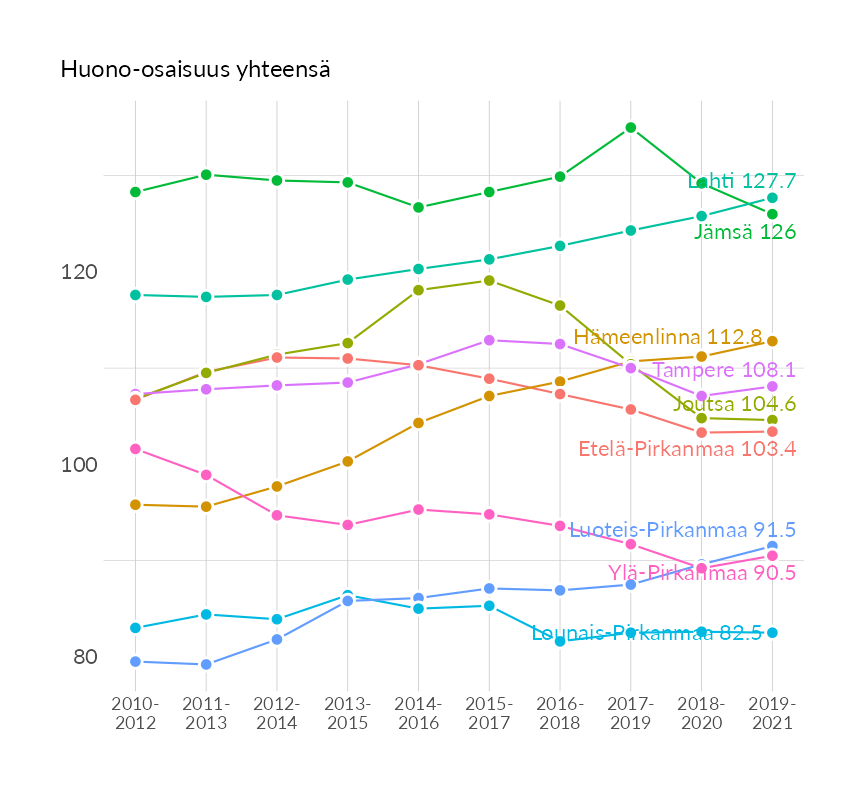 Huono-osaisuus yhteensä
Lahti 127.7
Jämsä 126
120
Hämeenlinna 112.8
Tampere 108.1
Joutsa 104.6
Etelä-Pirkanmaa 103.4
100
Luoteis-Pirkanmaa 91.5
Ylä-Pirkanmaa 90.5
Lounais-Pirkanmaa 82.5
80
2010- 2011- 2012- 2013- 2014- 2015- 2016- 2017- 2018- 2019-
2012 2013 2014 2015 2016 2017 2018 2019 2020 2021